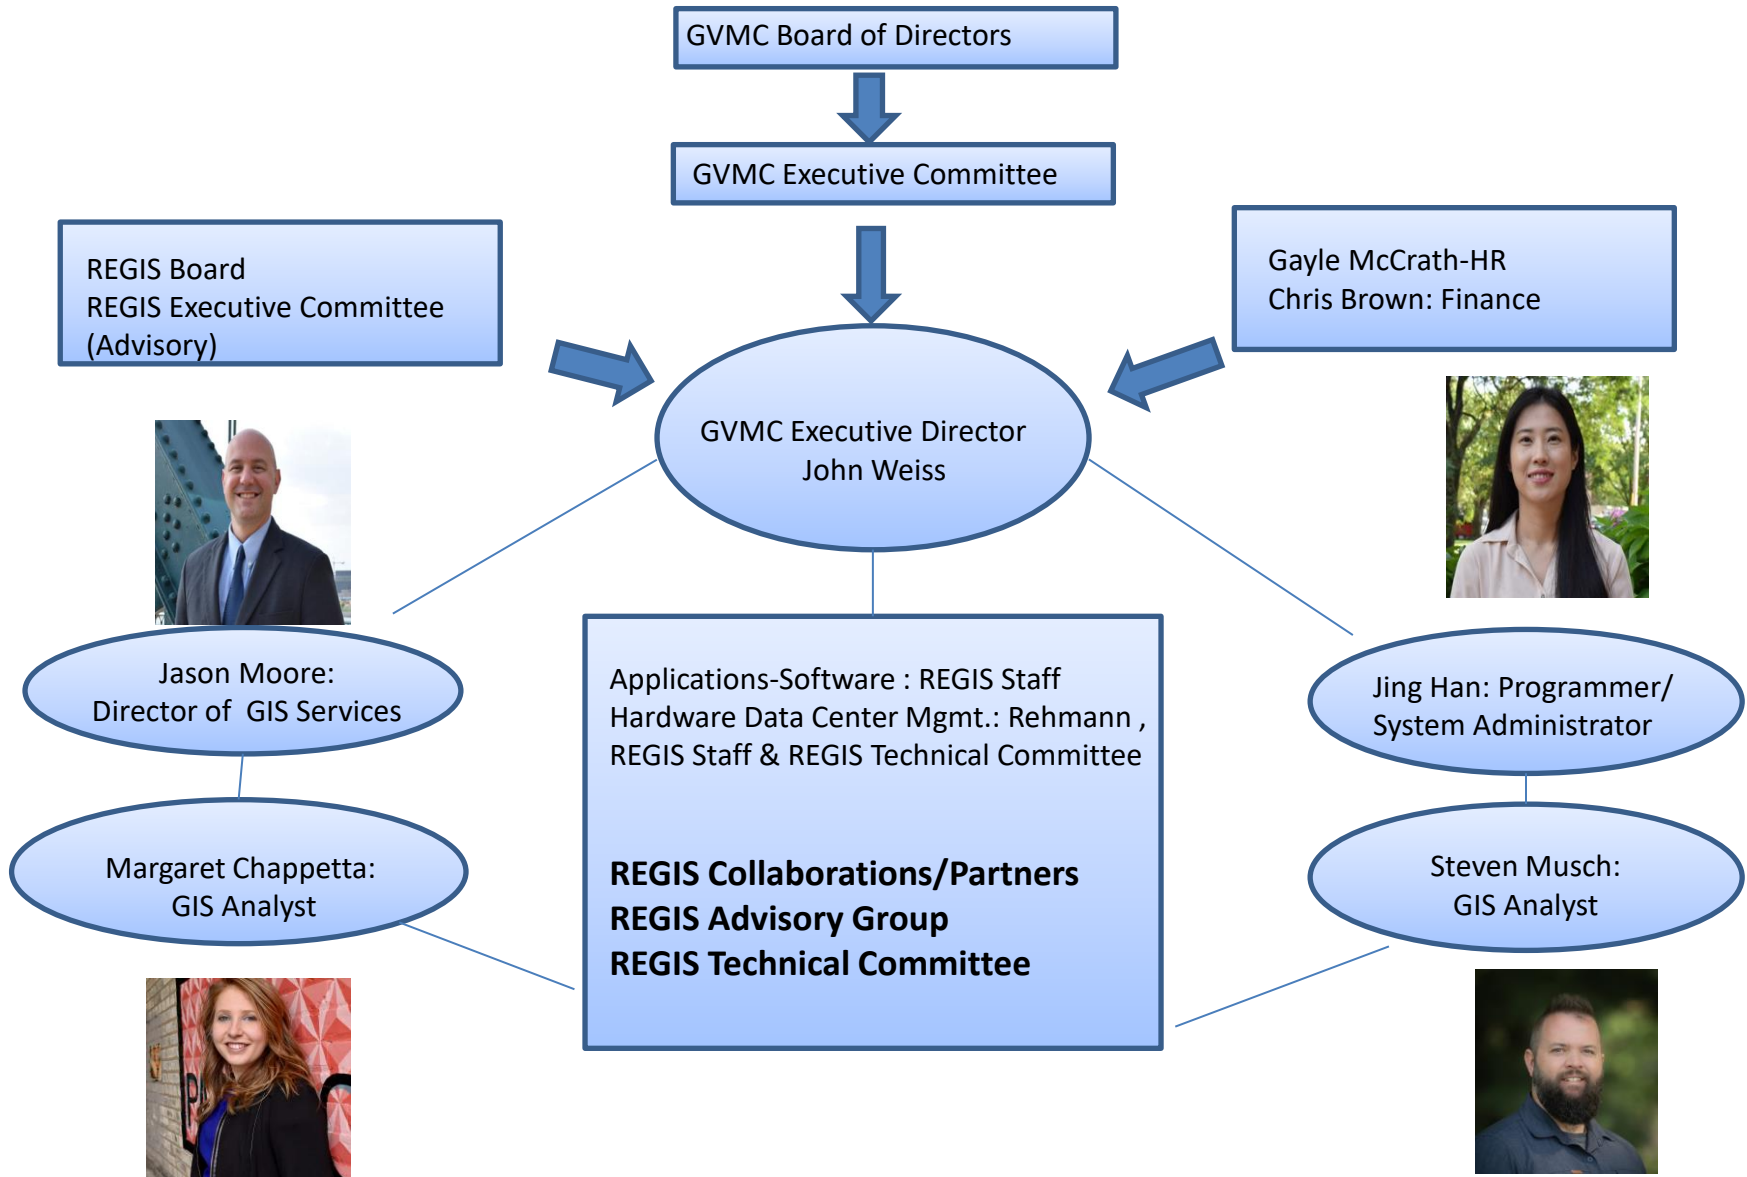 GVMC Board of Directors
GVMC Executive Committee
REGIS Board
REGIS Executive Committee
(Advisory)
Gayle McCrath-HR
Chris Brown: Finance
GVMC Executive Director
John Weiss
Jason Moore:
Director of  GIS Services
Applications-Software : REGIS Staff
Hardware Data Center Mgmt.: Rehmann ,
REGIS Staff & REGIS Technical Committee
REGIS Collaborations/Partners
REGIS Advisory Group
REGIS Technical Committee
Jing Han: Programmer/
System Administrator
Margaret Chappetta:
GIS Analyst
Steven Musch:
GIS Analyst